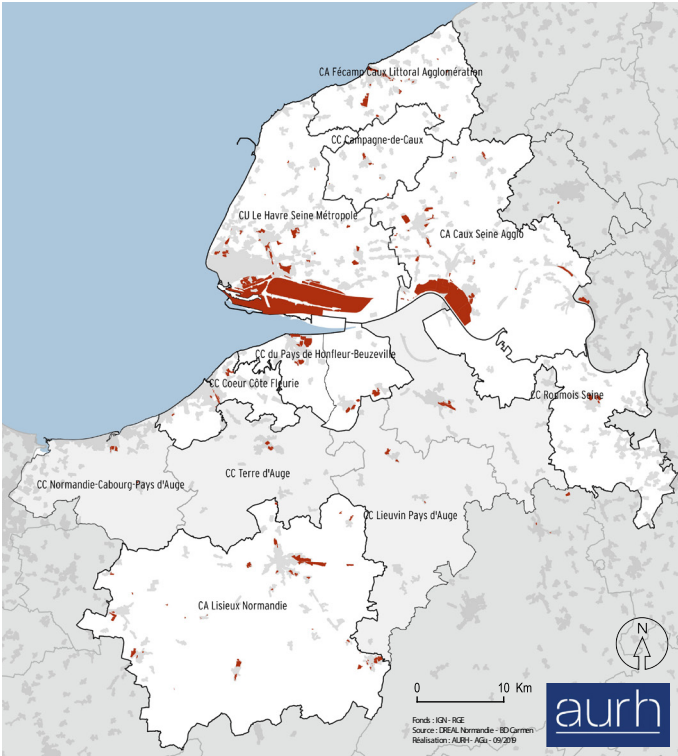 CA Fécamp Caux Littoral Agglomération
CC Campagne-de-Caux
CU Le Havre Seine Métropole
CA Caux Seine Agglo
CC du Pays de Honfleur-Beuzeville
CC Coeur Côte Fleurie
CC Roumois Seine
CC Terre d'Auge
CC Normandie-Cabourg-Pays d'Auge
CC Lieuvin Pays d'Auge
CA Lisieux Normandie
N
0 10 Km
aurh
Fonds : IGN - RGE
Source : DREAL Normandie - BD Carmen
Réalisation : AURH - AGu - 09/2019